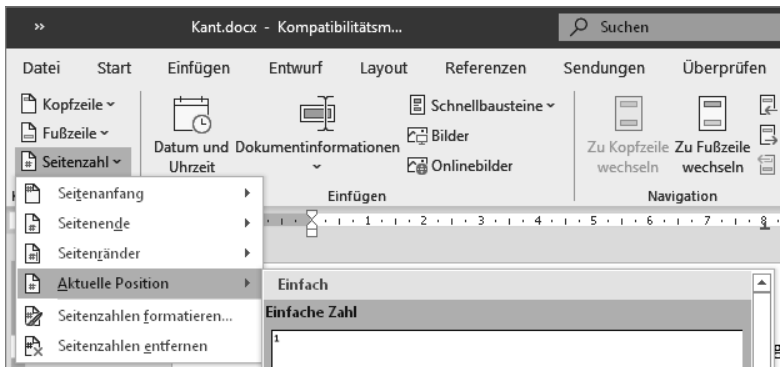 Kant.docx - Kompatibilitätsm...
Suchen
Datei Start Einfügen Entwurf Layout Referenzen Sendungen Überprüfen
Kopfzeile
Fußzeile
Seitenzahl
Datum und Uhrzeit
Dokumentinformationen
Schnellbausteine
Bilder
Onlinebilder
Zu Kopfzeile
wechseln
Zu Fußzeile
wechseln
Einfügen
Navigation
1 2 3 4 5 6 7 8
Seitenanfang
Seitenende
Seitenränder
Aktuelle Position
Seitenzahlen formatieren...
Seitenzahlen entfernen
Einfach
Einfache Zahl
1